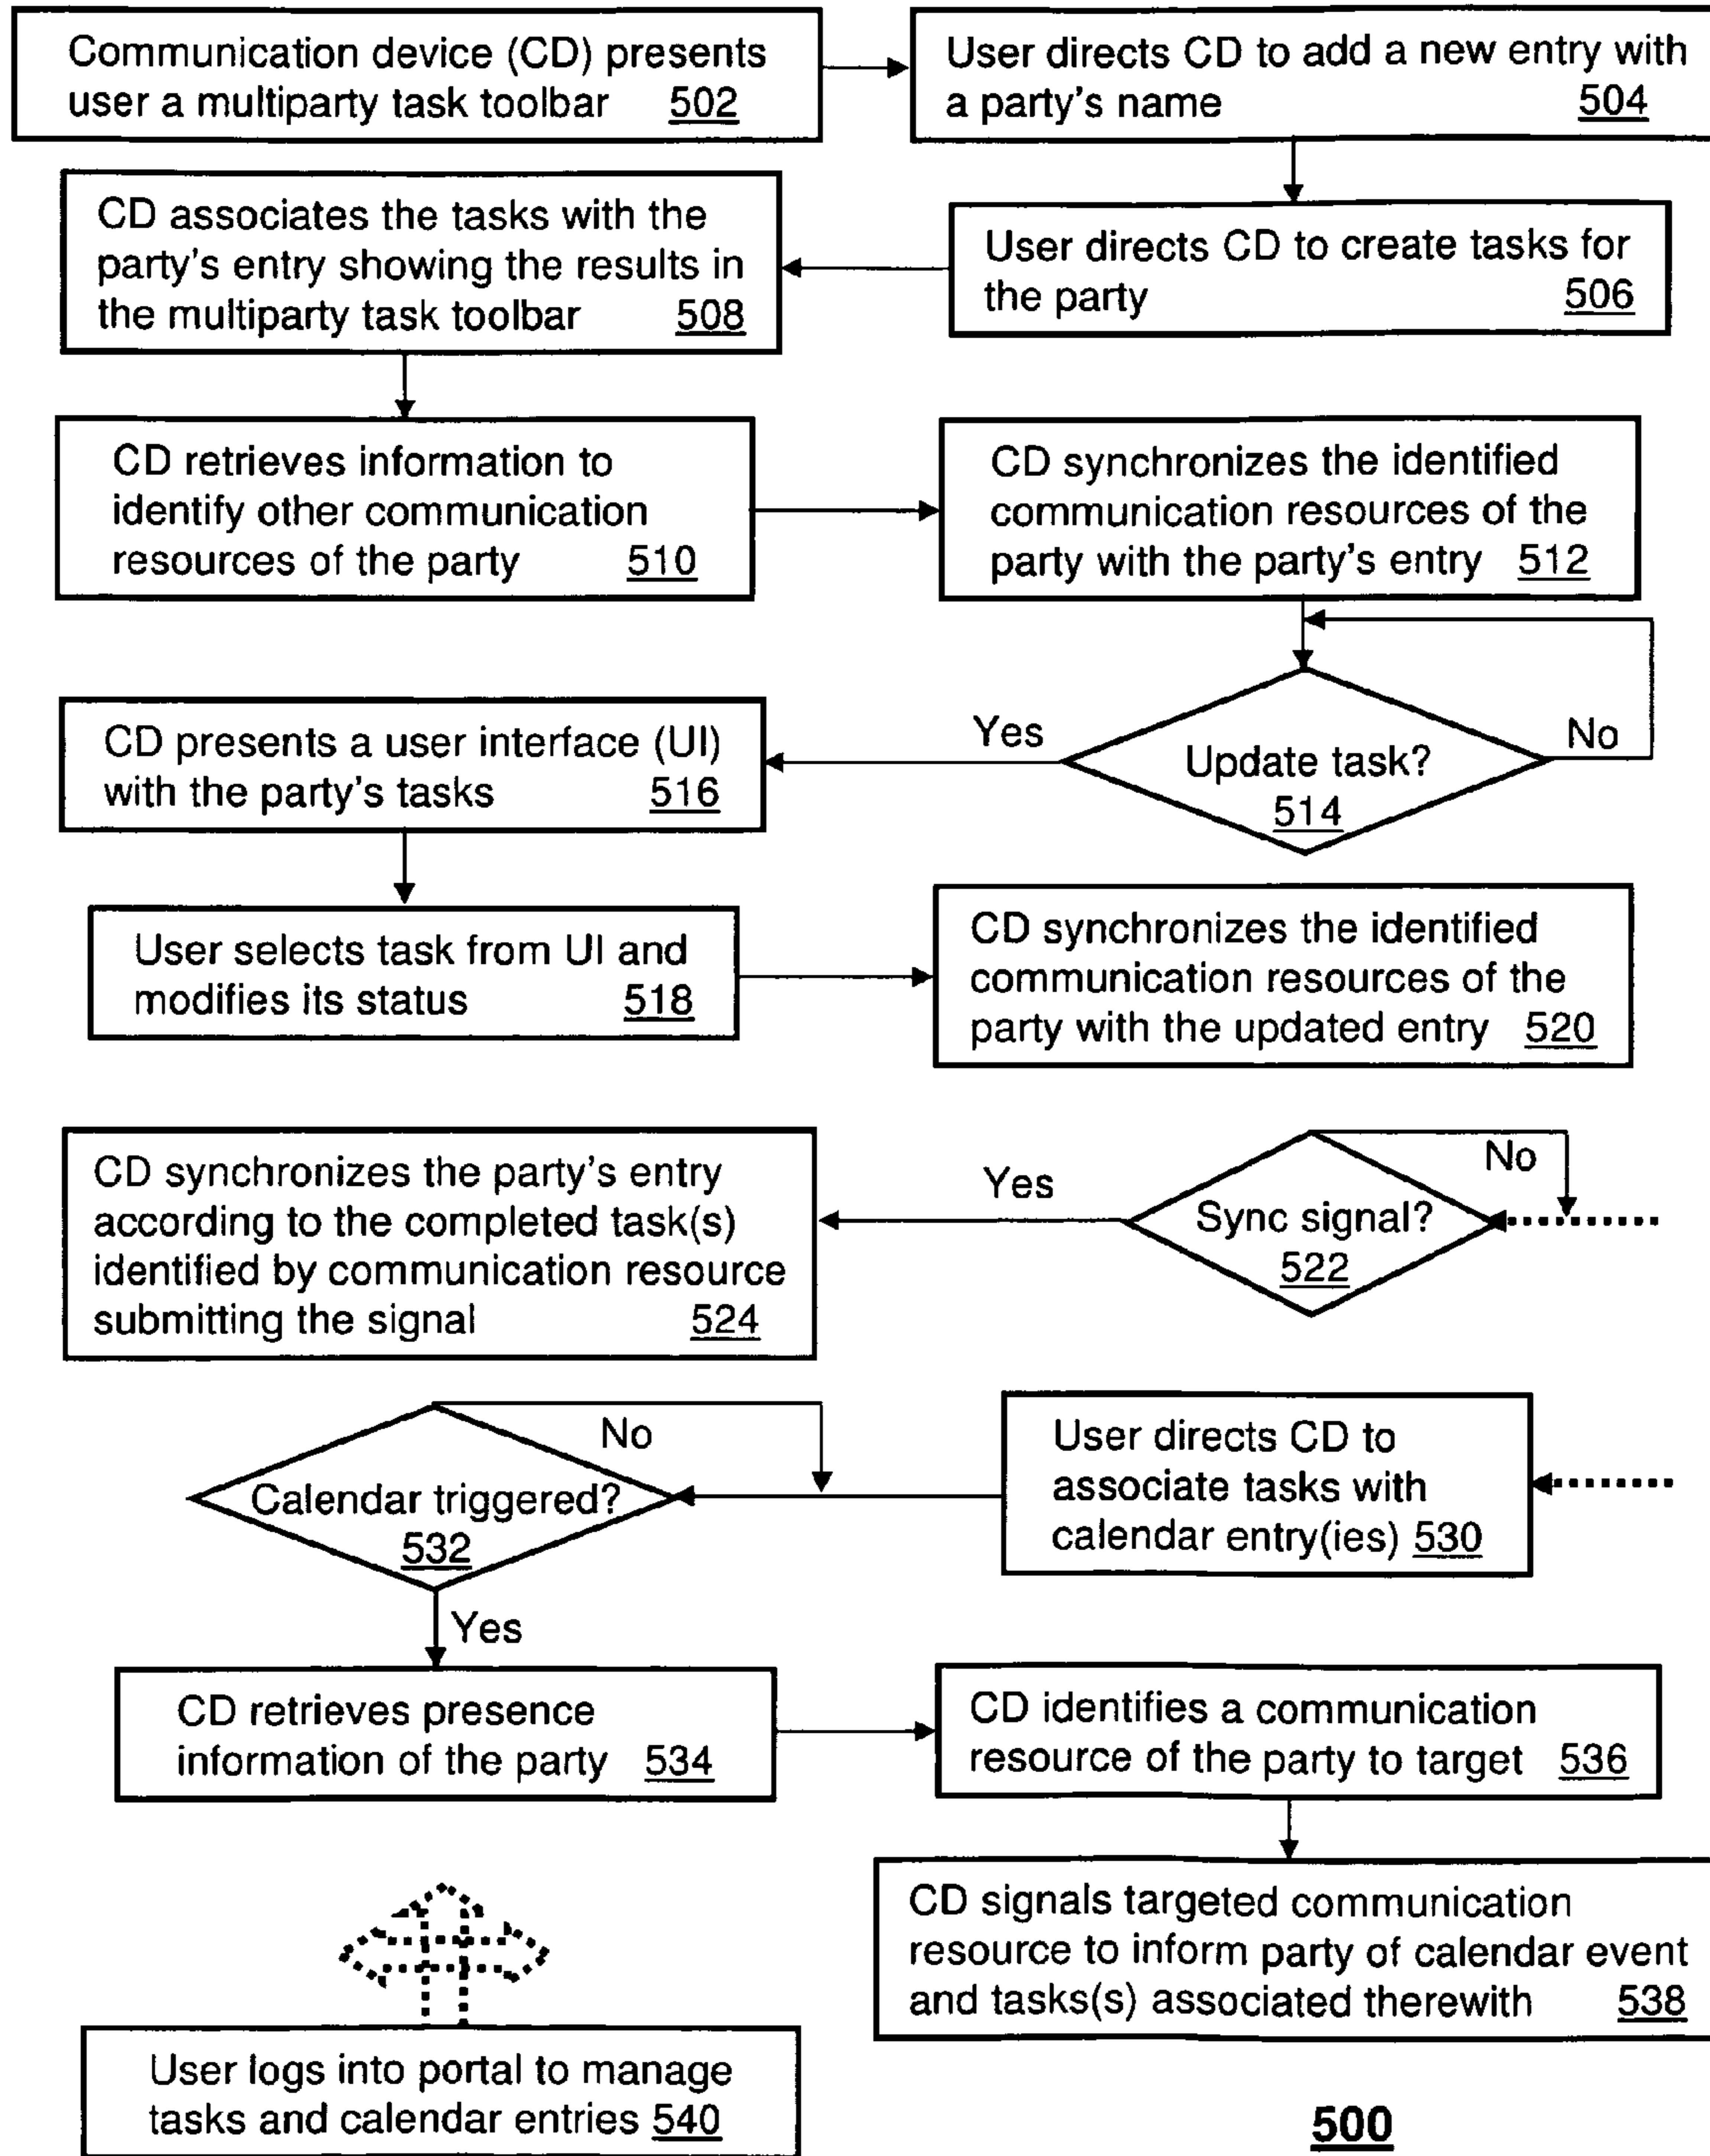 Communication device (CD) presents
user a multiparty task toolbar 502
User directs CD to add a new entry with
a party's name 504
CD associates the tasks with the
party's entry showing the results in
the multiparty task toolbar 508
User directs CD to create tasks for
the party 506
CD retrieves information to
identify other communication
resources of the party 510
CD synchronizes the identified
communication resources of the
party with the party's entry 512
CD presents a user interface (UI)
with the party's tasks 516
Yes
Update task?
514
No
User selects task from UI and
modifies its status 518
CD synchronizes the identified
communication resources of the
party with the updated entry 520
CD synchronizes the party's entry
according to the completed task(s)
identified by communication resource
submitting the signal 524
Yes
Sync signal?
522
No
Calendar triggered?
532
No
Yes
User directs CD to
associate tasks with
calendar entry(ies) 530
CD retrieves presence
information of the party 534
CD identifies a communication
resource of the party to target 536
CD signals targeted communication
resource to inform party of calendar event
and tasks(s) associated therewith 538
User logs into portal to manage
tasks and calendar entries 540
500